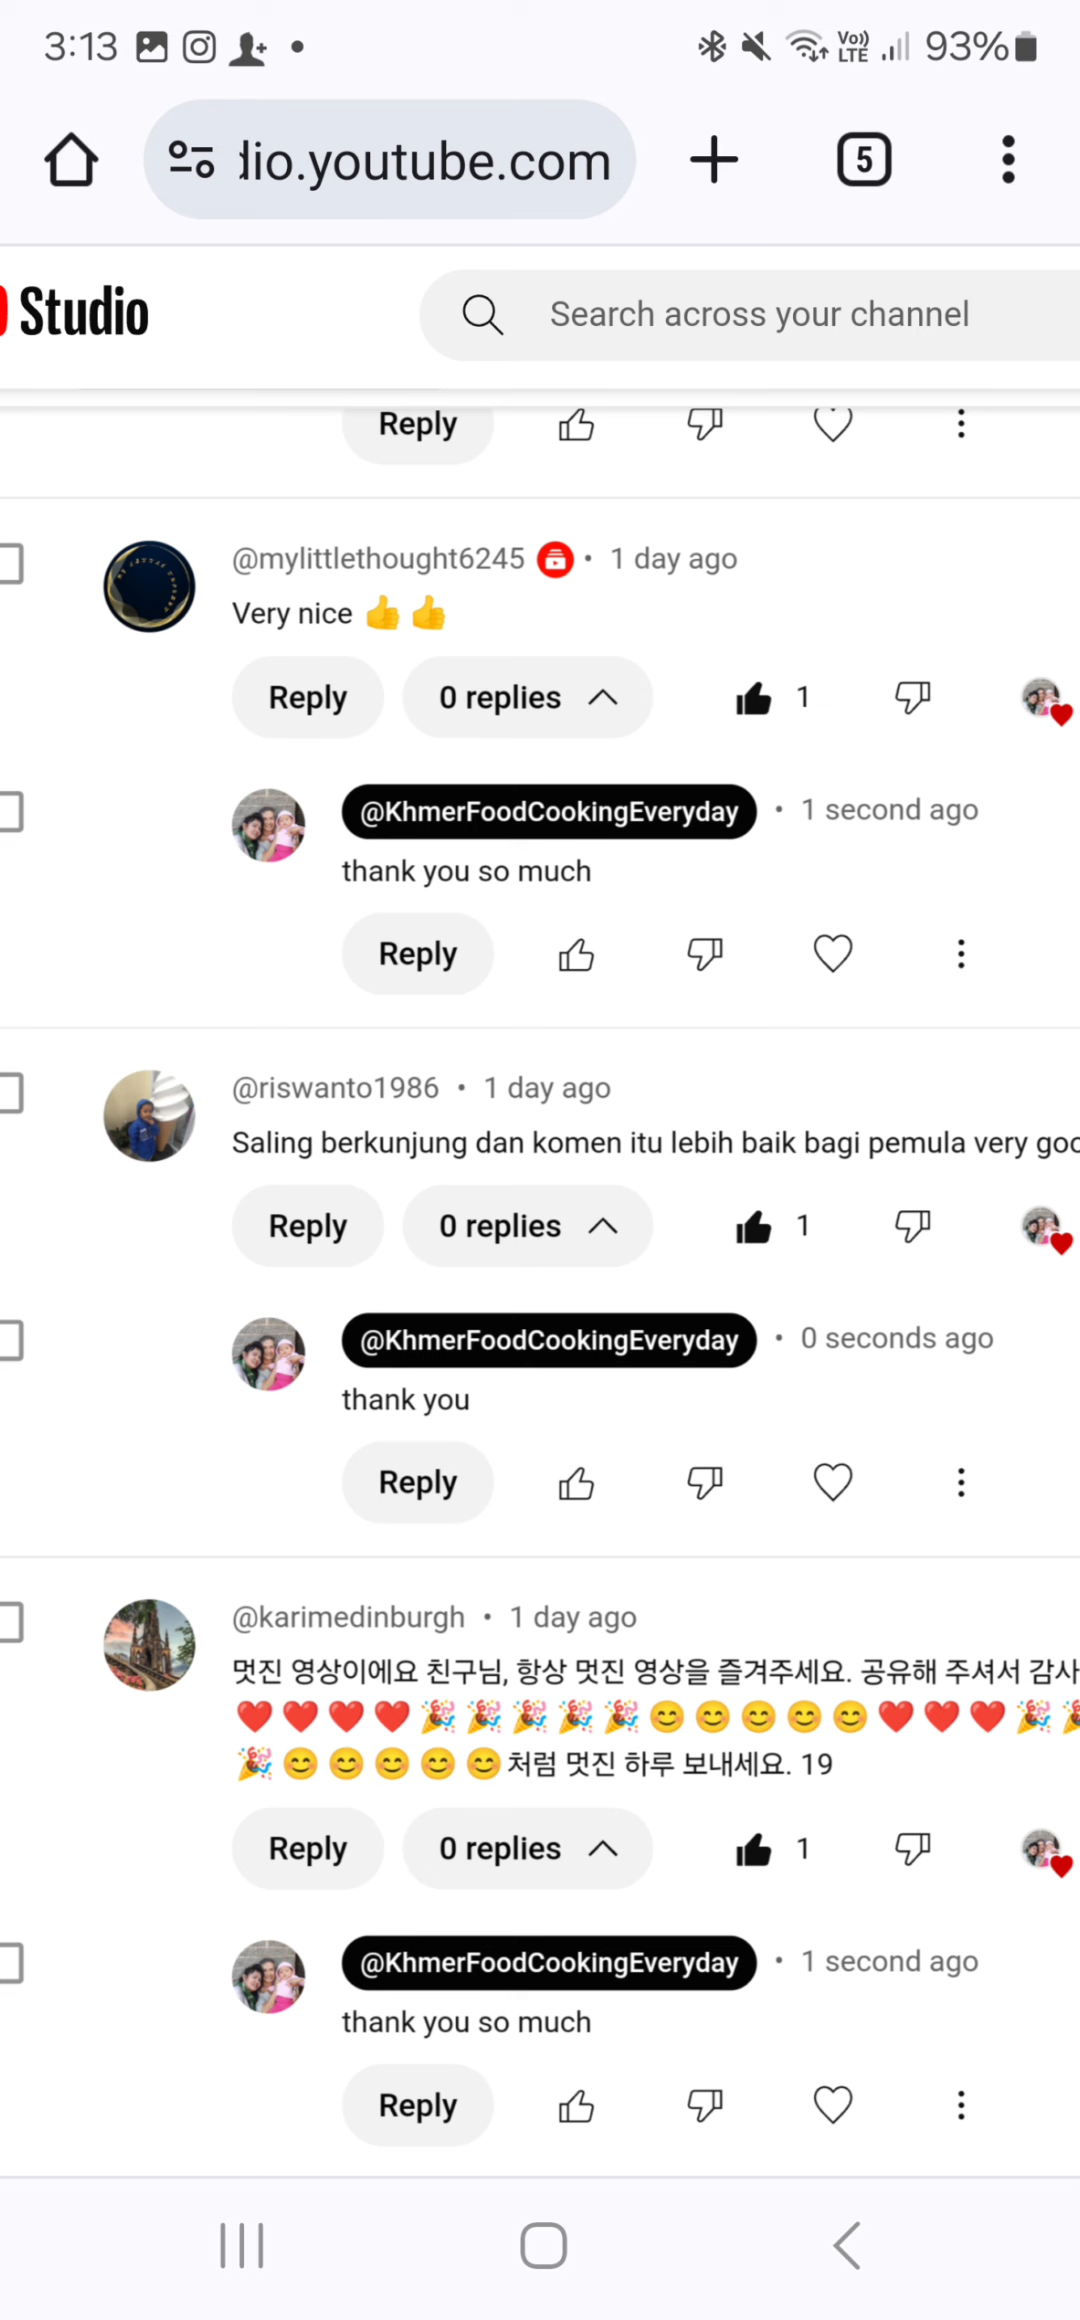 3:13 Vo)) LTE 93%
dio.youtube.com 5
Studio Search across your channel
Reply
@mylittlethought6245 • 1 day ago
Very nice 👍 👍
Reply 0 replies 1
@KhmerFoodCookingEveryday • 1 second ago
thank you so much
Reply
@riswanto1986 • 1 day ago
Saling berkunjung dan komen itu lebih baik bagi pemula very goo
Reply 0 replies 1
@KhmerFoodCookingEveryday • 0 seconds ago
thank you
Reply
@karimedinburgh • 1 day ago
멋진 영상이에요 친구님, 항상 멋진 영상을 즐겨주세요. 공유해 주셔서 감사
❤️❤️❤️❤️🎉🎉🎉🎉🎉😊😊😊😊😊❤️❤️❤️🎉🎉
🎉😊😊😊😊😊처럼 멋진 하루 보내세요. 19
Reply 0 replies 1
@KhmerFoodCookingEveryday • 1 second ago
thank you so much
Reply